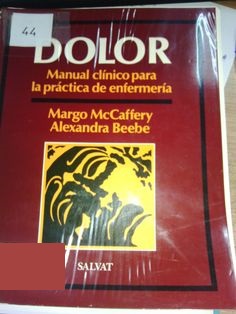 44
DOLOR
Manual clínico para
la práctica de enfermería
Margo McCaffery
Alexandra Beebe
SALVAT